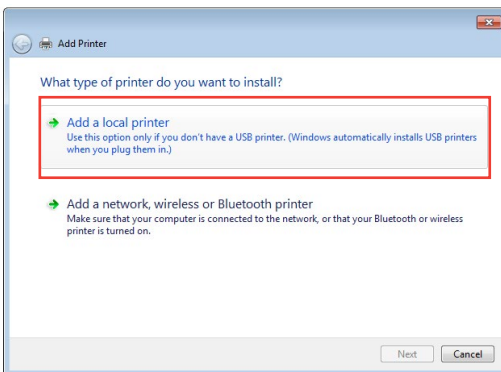 Add Printer
What type of printer do you want to install?
Add a local printer
Use this option only if you don't have a USB printer. (Windows automatically installs USB printers
when you plug them in.)
Add a network, wireless or Bluetooth printer
Make sure that your computer is connected to the network, or that your Bluetooth or wireless
printer is turned on.
Next
Cancel